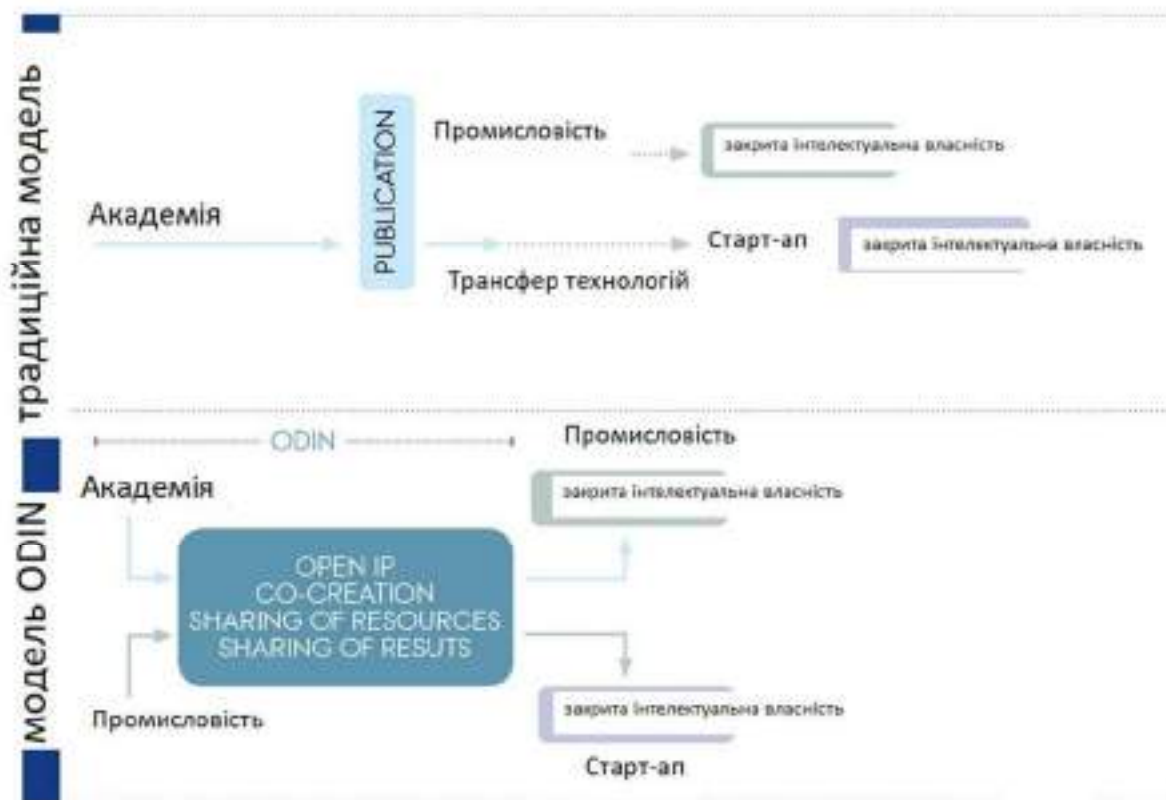 традиційна модель
Промисловість
закрита інтелектуальна власність
PUBLICATION
Академія
Старт-ап
закрита інтелектуальна власність
Трансфер технологій
модель ODIN
ODIN
Промисловість
Академія
закрита інтелектуальна власність
OPEN IP
CO-CREATION
SHARING OF RESOURCES
SHARING OF RESUTS
Промисловість
закрита інтелектуальна власність
Старт-ап